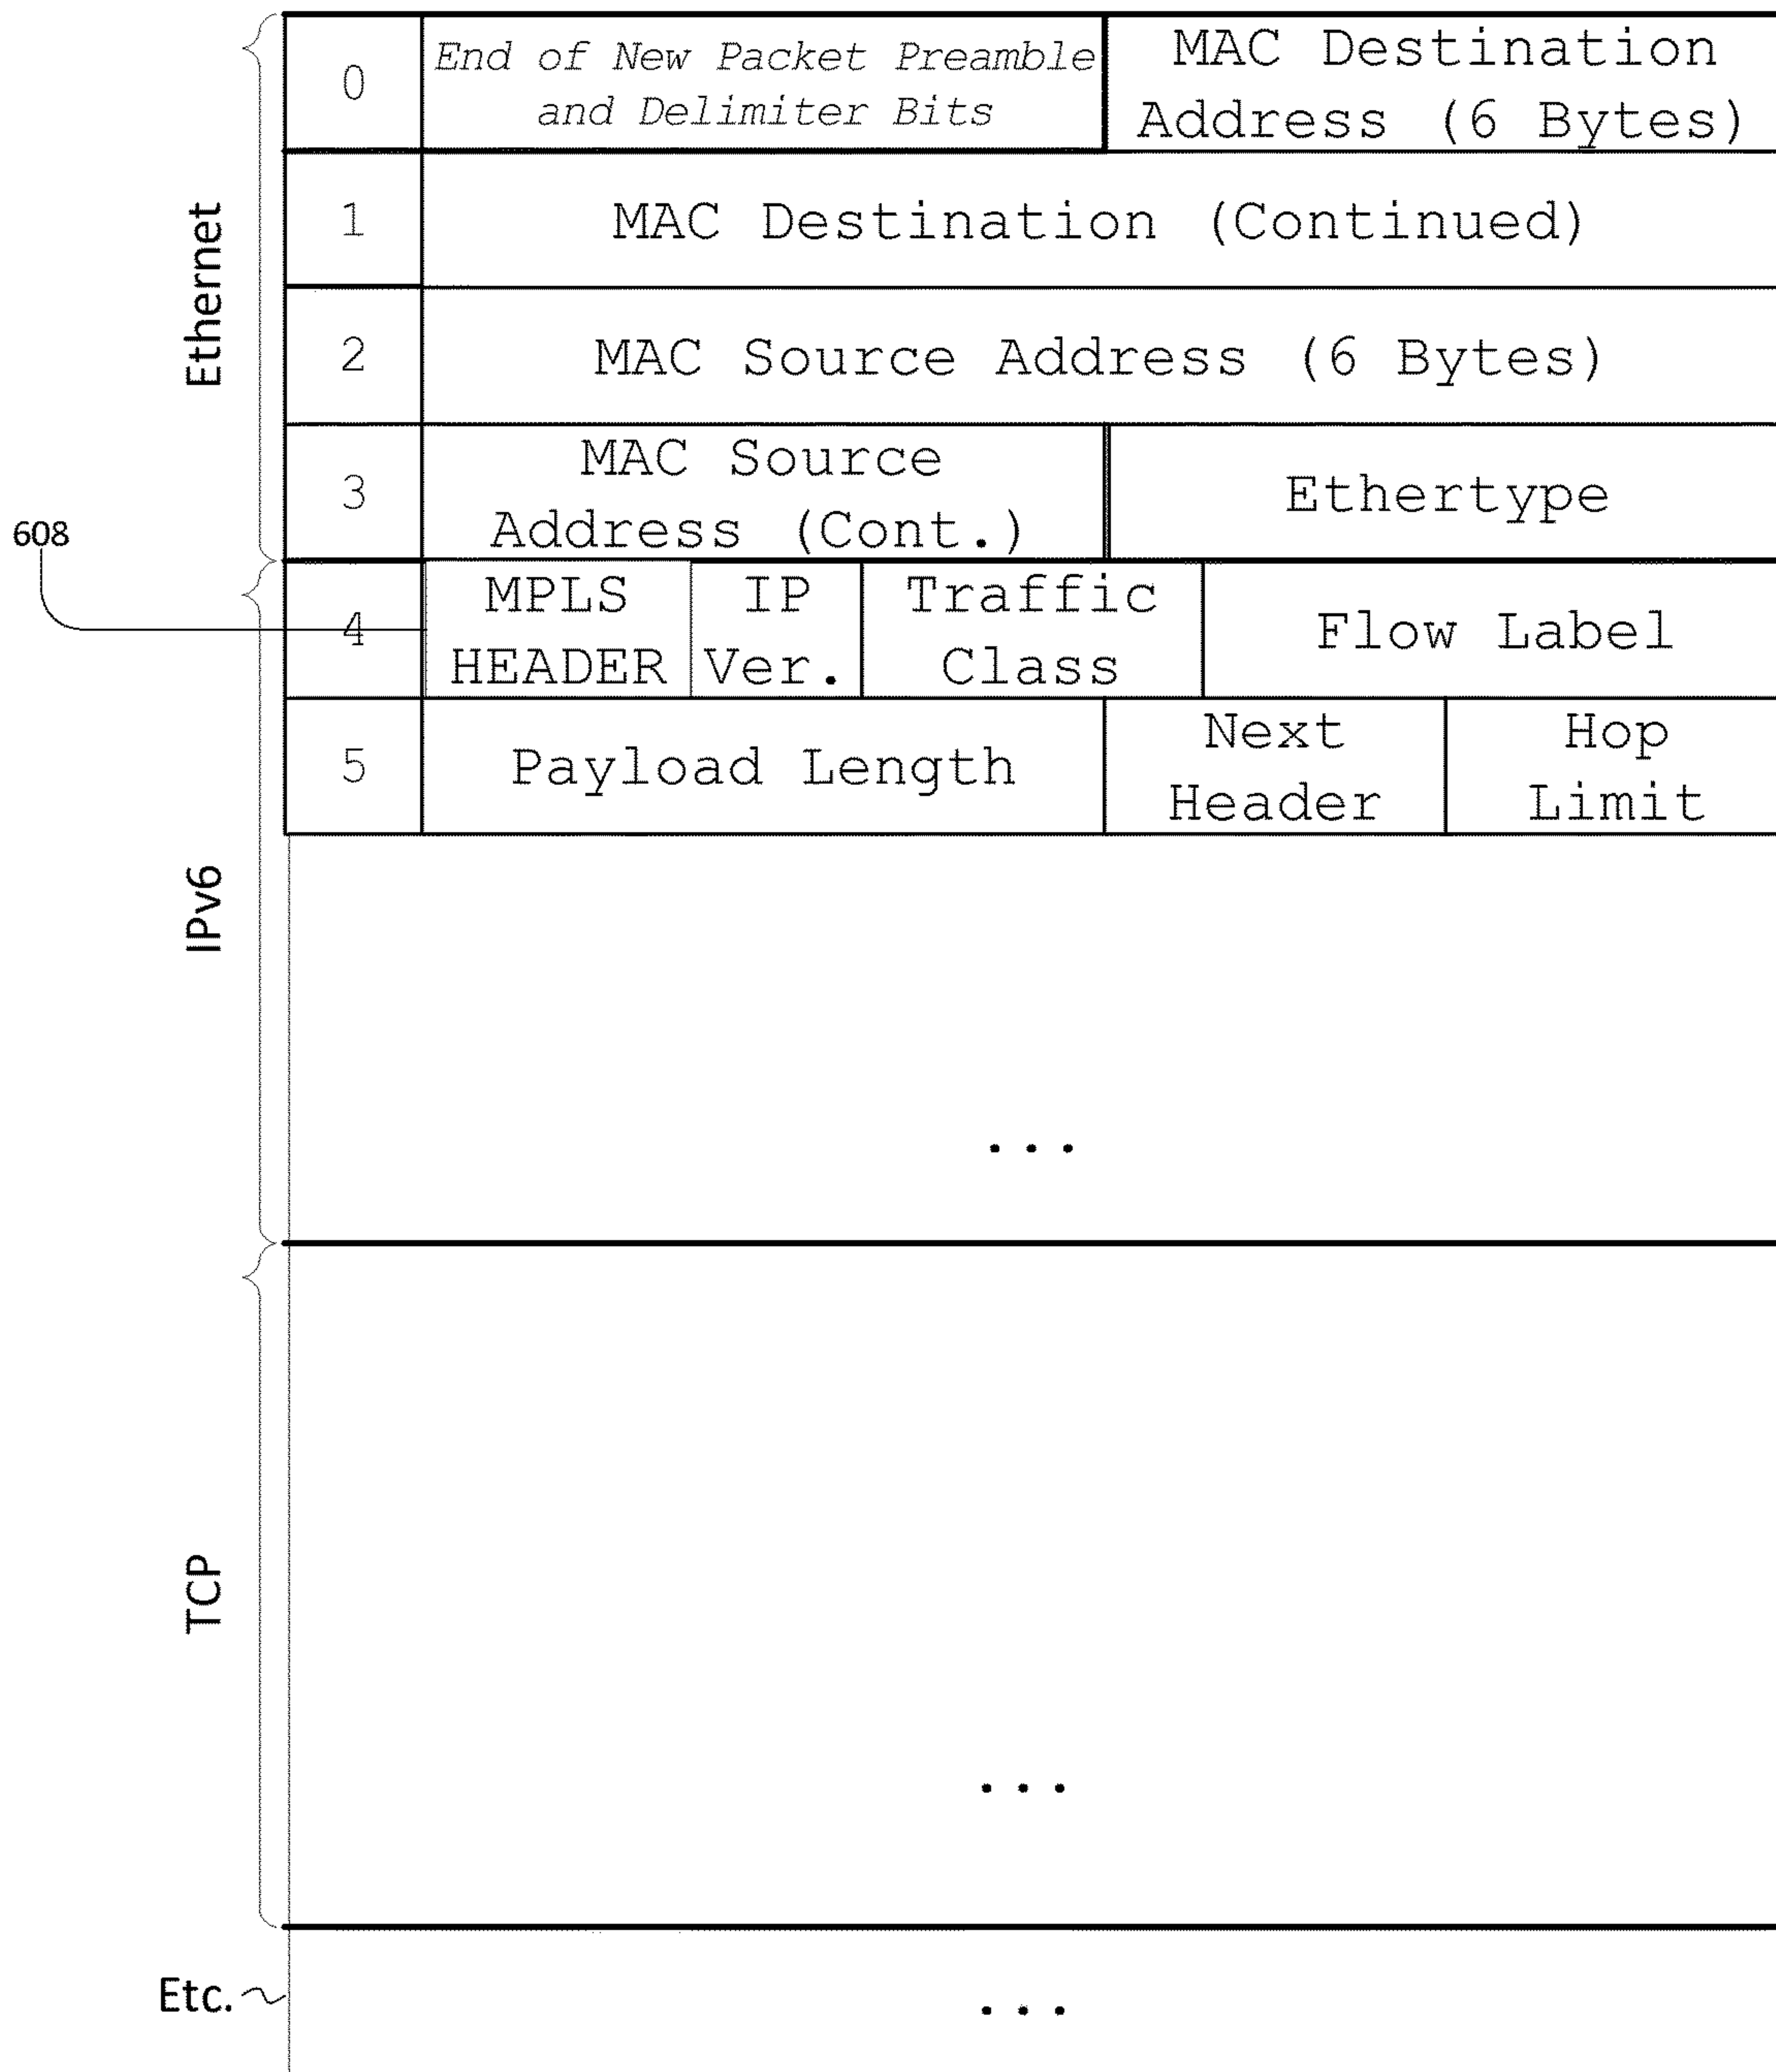 Ethernet
0
End of New Packet Preamble
and Delimiter Bits
MAC Destination
Address (6 Bytes)
1
MAC Destination (Continued)
2
MAC Source Address (6 Bytes)
3
MAC Source
Address (Cont.)
Ethertype
608
IPv6
4
MPLS
HEADER
IP
Ver.
Traffic
Class
Flow Label
5
Payload Length
Next
Header
Hop
Limit
...
TCP
...
Etc.
...